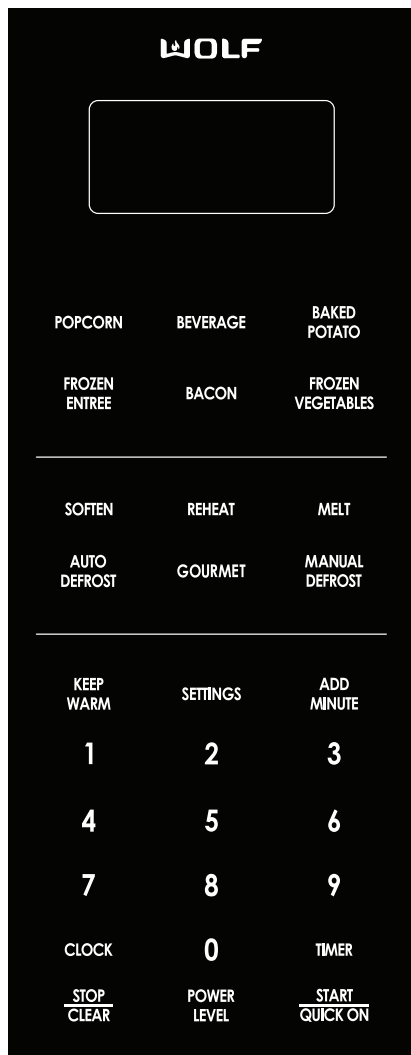 WOLF
POPCORN
BEVERAGE
BAKED
POTATO
FROZEN
ENTREE
BACON
FROZEN
VEGETABLES
SOFTEN
REHEAT
MELT
AUTO
DEFROST
GOURMET
MANUAL
DEFROST
KEEP
WARM
SETTINGS
ADD
MINUTE
1
2
3
4
5
6
7
8
9
CLOCK
0
TIMER
STOP
CLEAR
POWER
LEVEL
START
QUICK ON